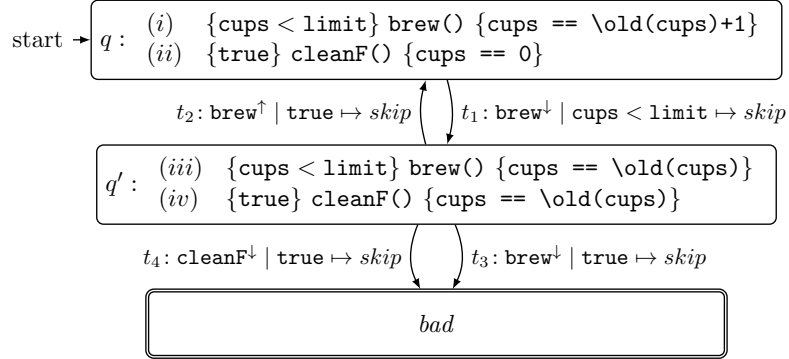 start q : (i) {cups < limit} brew() {cups == \old(cups)+1}
(ii) {true} cleanF() {cups == 0}
t₂: brew↑ | true ↦ skip t₁: brew↓ | cups < limit ↦ skip
q′ : (iii) {cups < limit} brew() {cups == \old(cups)}
(iv) {true} cleanF() {cups == \old(cups)}
t₄: cleanF↓ | true ↦ skip t₃: brew↓ | true ↦ skip
bad